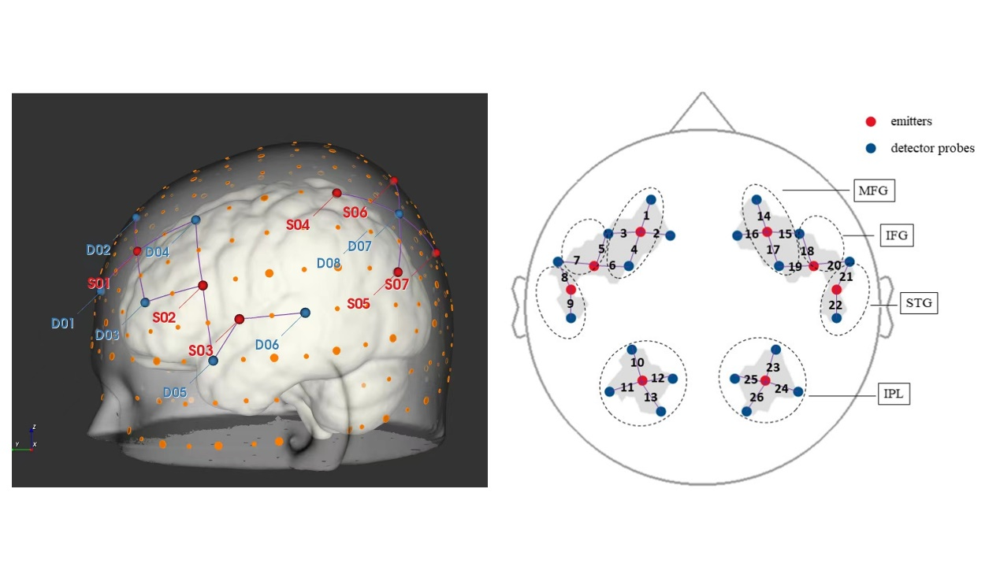 S06
S04
D07
D02
D04
D08
S01
S07
S05
D01
S02
D03
S03
D06
D05
Z
Y
X
emitters
detector probes
MFG
IFG
STG
IPL
1
3
2
5
4
7
6
8
9
14
16
15
17
18
19
20
21
22
10
12
11
13
23
25
24
26